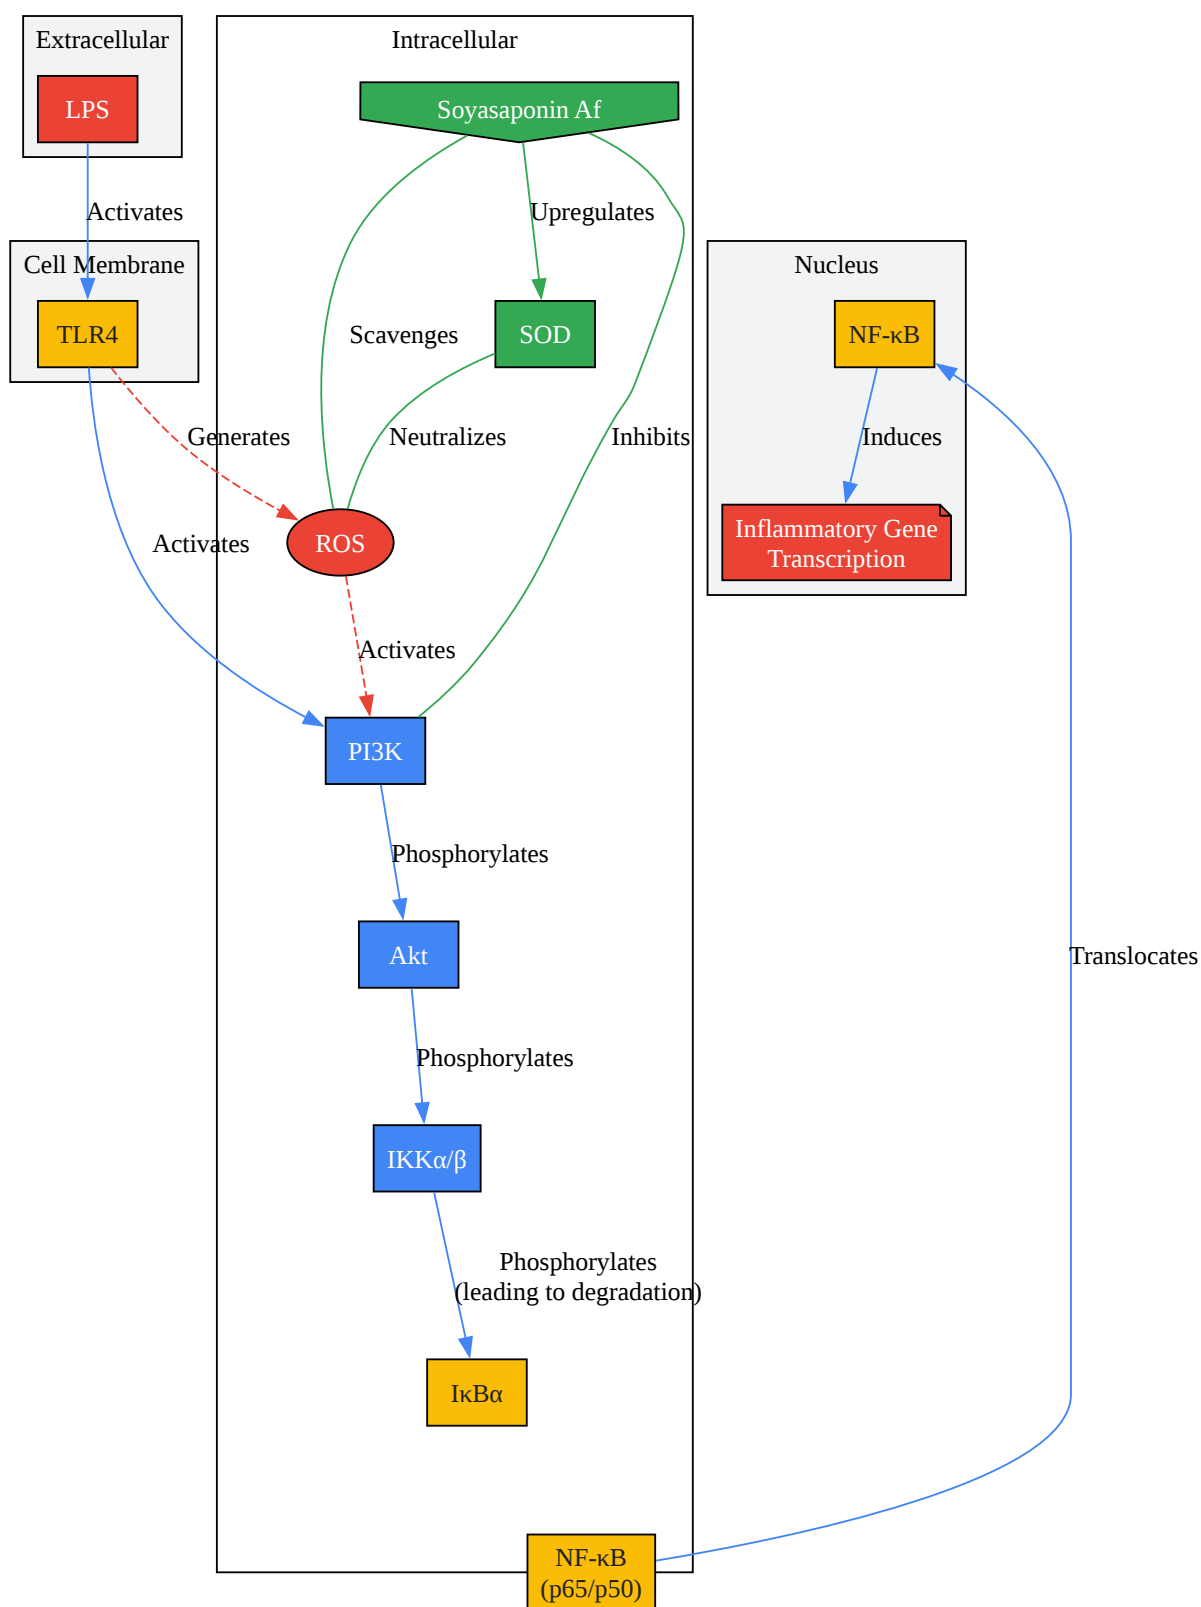 Extracellular
Intracellular
LPS
Soyasaponin Af
Activates
Upregulates
Cell Membrane
Nucleus
TLR4
Scavenges
SOD
NF-κB
Generates
Neutralizes
Inhibits
Induces
Activates
ROS
Inflammatory Gene
Transcription
Activates
PI3K
Phosphorylates
Akt
Translocates
Phosphorylates
IKKα/β
Phosphorylates
(leading to degradation)
IκBα
NF-κB
(p65/p50)